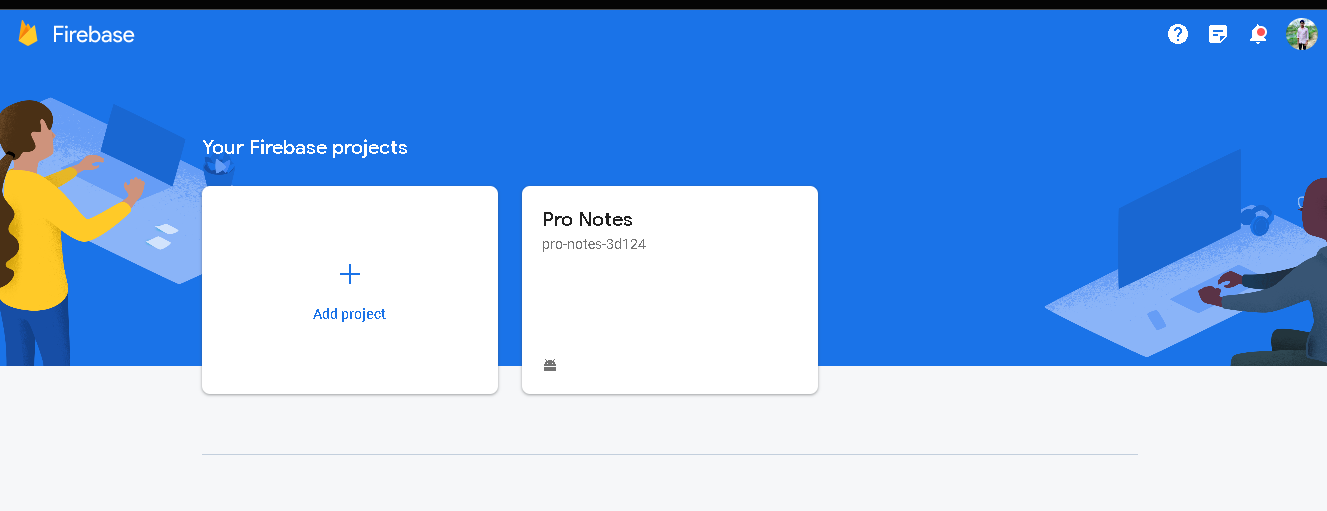 Firebase
Your Firebase projects
Add project
Pro Notes
pro-notes-3d124